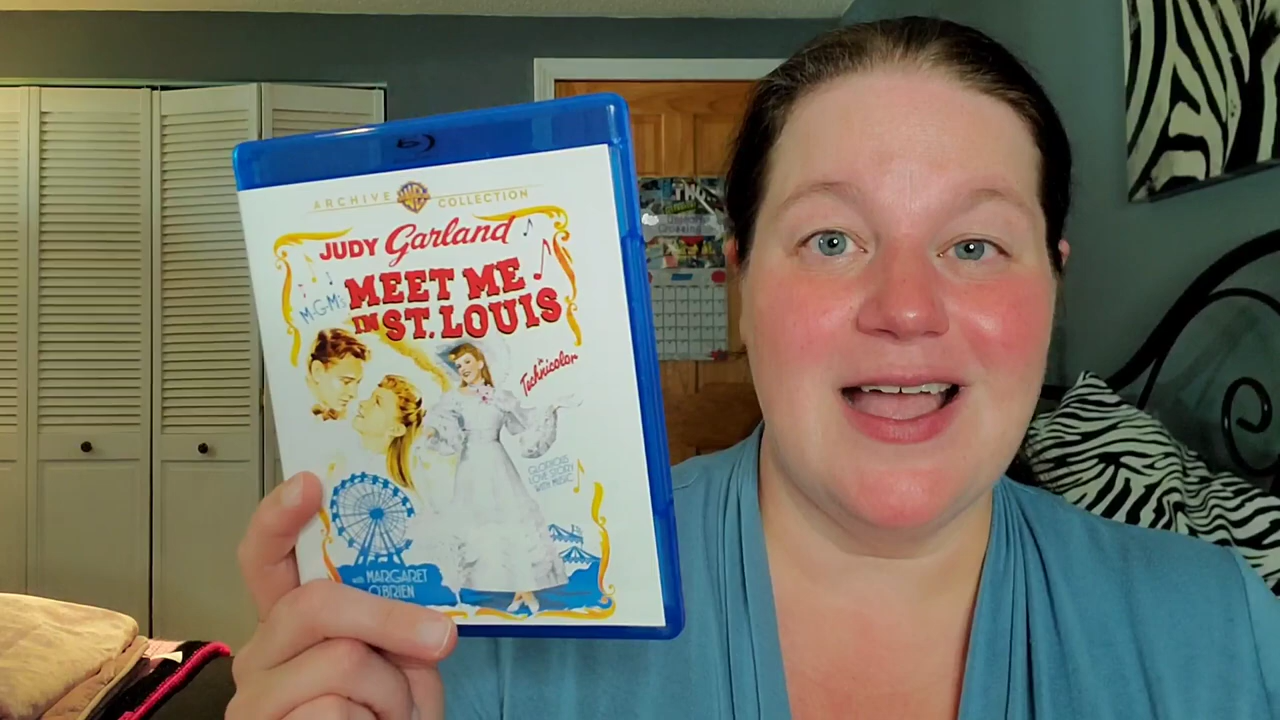 ARCHIVE WB COLLECTION
JUDY Garland
M-G-M's
MEET ME
IN ST. LOUIS
in
Technicolor
GLORIOUS
LOVE STORY
WITH MUSIC
with MARGARET
O'BRIEN